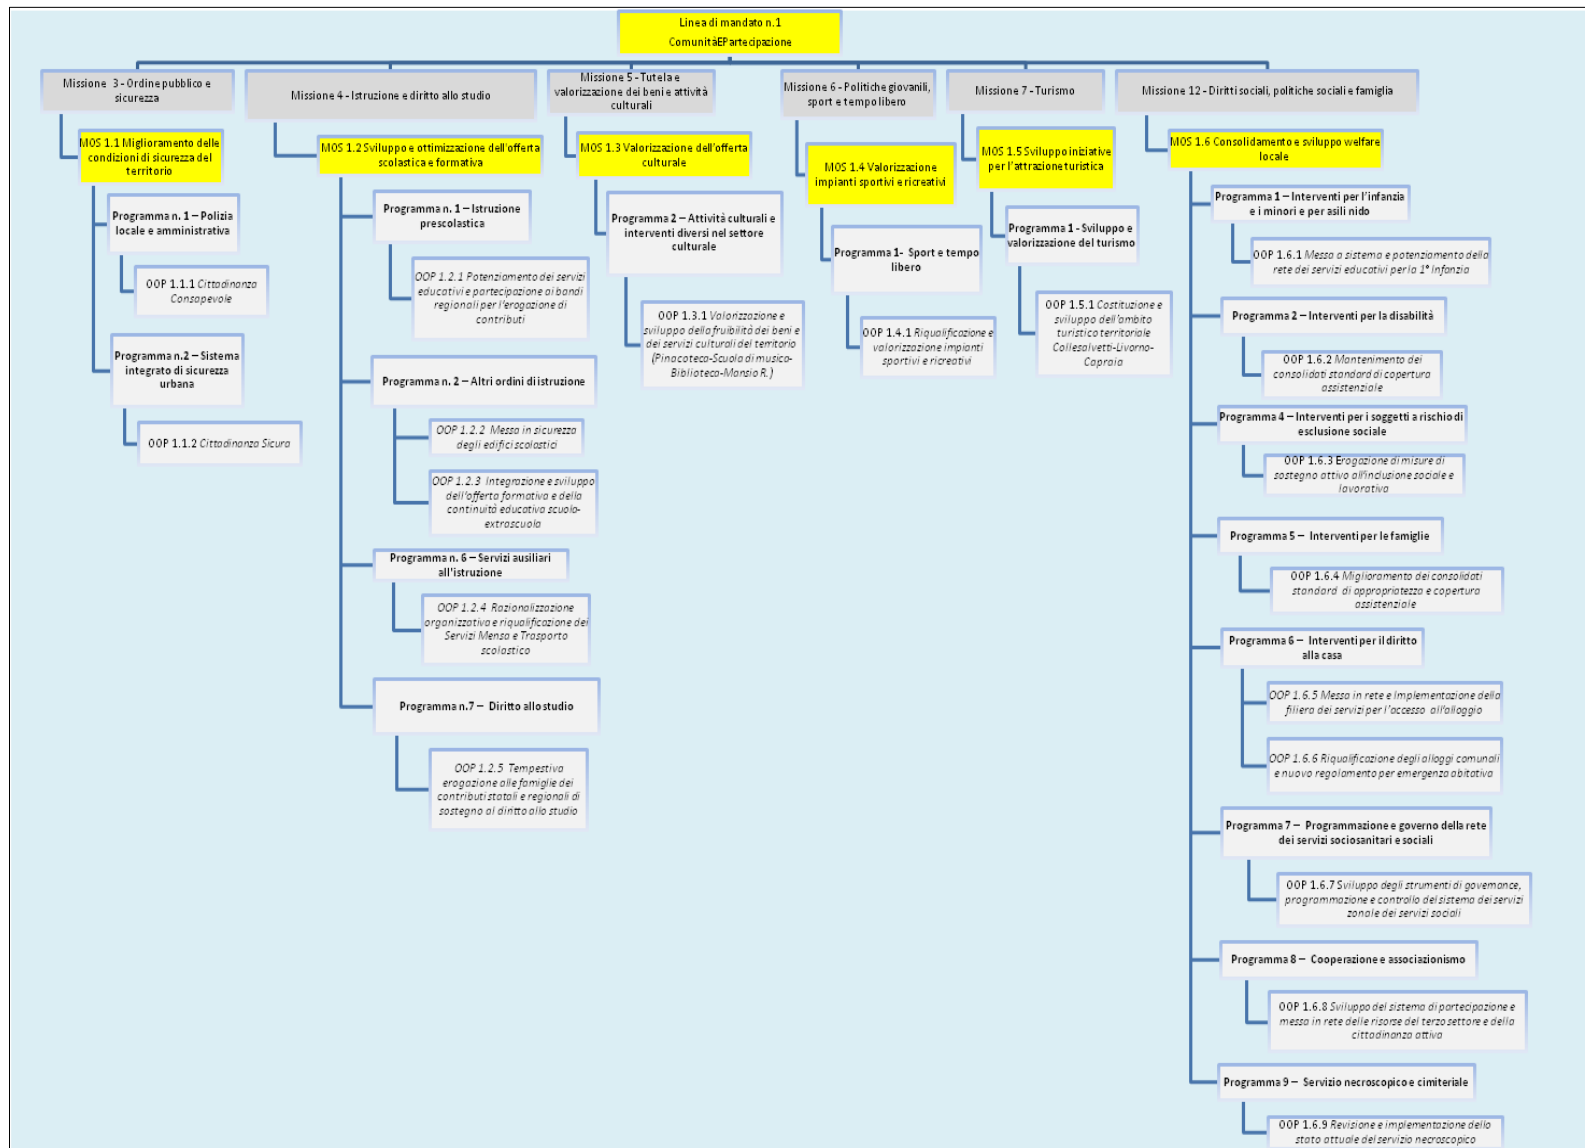 Linea di mandato n.1
ComunitàEPartecipazione
Missione 3 - Ordine pubblico e
sicurezza
MOS 1.1 Miglioramento delle
condizioni di sicurezza del
territorio
Programma n. 1 – Polizia
locale e amministrativa
OOP 1.1.1 Cittadinanza
Consapevole
Programma n.2 – Sistema
integrato di sicurezza
urbana
OOP 1.1.2 Cittadinanza Sicura
Missione 4 - Istruzione e diritto allo studio
MOS 1.2 Sviluppo e ottimizzazione dell'offerta
scolastica e formativa
Programma n. 1 – Istruzione
prescolastica
OOP 1.2.1 Potenziamento dei servizi
educativi e partecipazione ai bandi
regionali per l'erogazione di
contributi
Programma n. 2 – Altri ordini di istruzione
OOP 1.2.2 Messa in sicurezza
degli edifici scolastici
OOP 1.2.3 Integrazione e sviluppo
dell'offerta formativa e della
continuità educativa scuola-
extrascuola
Programma n. 6 – Servizi ausiliari
all'istruzione
OOP 1.2.4 Razionalizzazione
organizzativa e riqualificazione dei
Servizi Mensa e Trasporto
scolastico
Programma n.7 – Diritto allo studio
OOP 1.2.5 Tempestiva
erogazione alle famiglie dei
contributi statali e regionali di
sostegno al diritto allo studio
Missione 5 - Tutela e
valorizzazione dei beni e attività
culturali
MOS 1.3 Valorizzazione dell'offerta
culturale
Programma 2 – Attività culturali e
interventi diversi nel settore
culturale
OOP 1.3.1 Valorizzazione e
sviluppo della fruibilità dei beni e
dei servizi culturali del territorio
(Pinacoteca-Scuola di musica-
Biblioteca-Mansio R.)
Missione 6 - Politiche giovanili,
sport e tempo libero
MOS 1.4 Valorizzazione
impianti sportivi e ricreativi
Programma 1- Sport e tempo
libero
OOP 1.4.1 Riqualificazione e
valorizzazione impianti
sportivi e ricreativi
Missione 7 - Turismo
MOS 1.5 Sviluppo iniziative
per l'attrazione turistica
Programma 1 - Sviluppo e
valorizzazione del turismo
OOP 1.5.1 Costituzione e
sviluppo dell'ambito
turistico territoriale
Collesalvetti-Livorno-
Capraia
Missione 12 - Diritti sociali, politiche sociali e famiglia
MOS 1.6 Consolidamento e sviluppo welfare
locale
Programma 1 – Interventi per l'infanzia
e i minori e per asili nido
OOP 1.6.1 Messa a sistema e potenziamento della
rete dei servizi educativi per la 1° Infanzia
Programma 2 – Interventi per la disabilità
OOP 1.6.2 Mantenimento dei
consolidati standard di copertura
assistenziale
Programma 4 – Interventi per i soggetti a rischio di
esclusione sociale
OOP 1.6.3 Erogazione di misure di
sostegno attivo all'inclusione sociale e
lavorativa
Programma 5 – Interventi per le famiglie
OOP 1.6.4 Miglioramento dei consolidati
standard di appropriatezza e copertura
assistenziale
Programma 6 – Interventi per il diritto
alla casa
OOP 1.6.5 Messa in rete e Implementazione della
filiera dei servizi per l'accesso all'alloggio
OOP 1.6.6 Riqualificazione degli alloggi comunali
e nuovo regolamento per emergenza abitativa
Programma 7 – Programmazione e governo della rete
dei servizi sociosanitari e sociali
OOP 1.6.7 Sviluppo degli strumenti di governance,
programmazione e controllo del sistema dei servizi
zonale dei servizi sociali
Programma 8 – Cooperazione e associazionismo
OOP 1.6.8 Sviluppo del sistema di partecipazione e
messa in rete delle risorse del terzo settore e della
cittadinanza attiva
Programma 9 – Servizio necroscopico e cimiteriale
OOP 1.6.9 Revisione e implementazione dello
stato attuale del servizio necroscopico